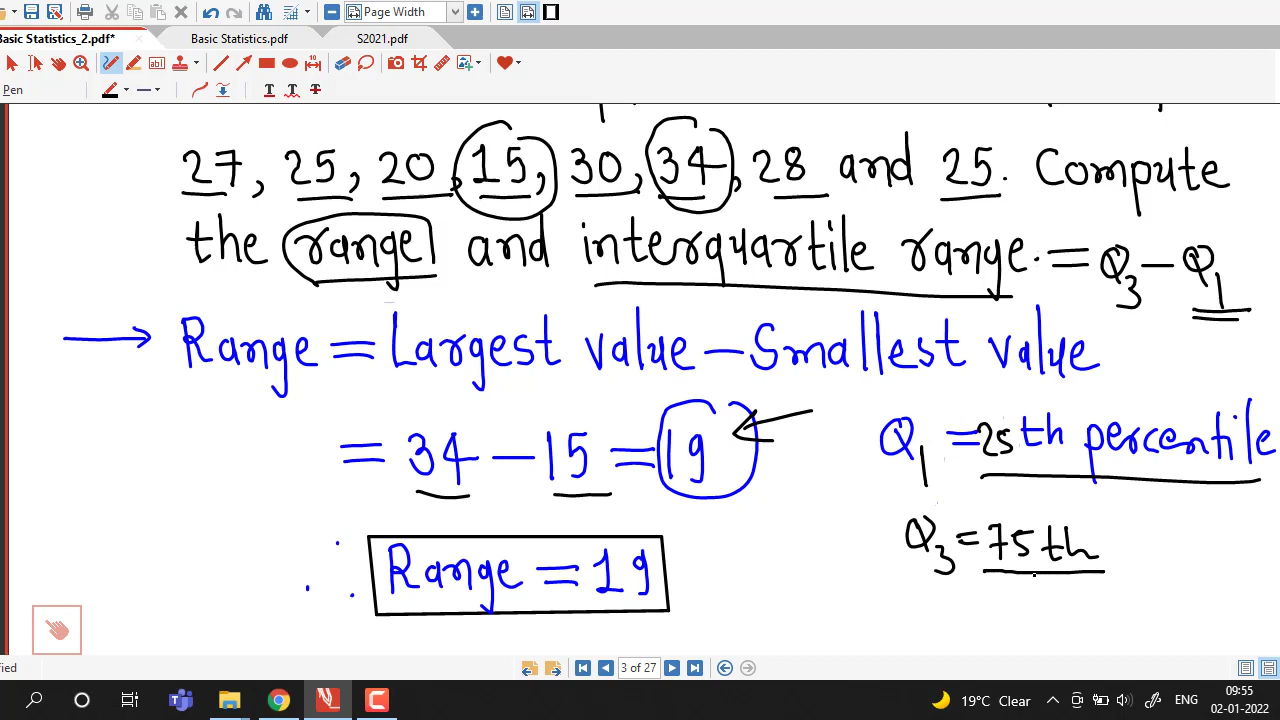 Page Width
Basic Statistics_2.pdf*
Basic Statistics.pdf
S2021.pdf
Pen
27, 25, 20, 15, 30, 34, 28 and 25. Compute
the range and interquartile range. = Q3 - Q1
→ Range = Largest value - Smallest value
= 34 - 15 = 19
Q1 = 25th percentile
Q3 = 75th
∴ Range = 19
fied
3 of 27
19°C Clear
ENG
09:55
02-01-2022